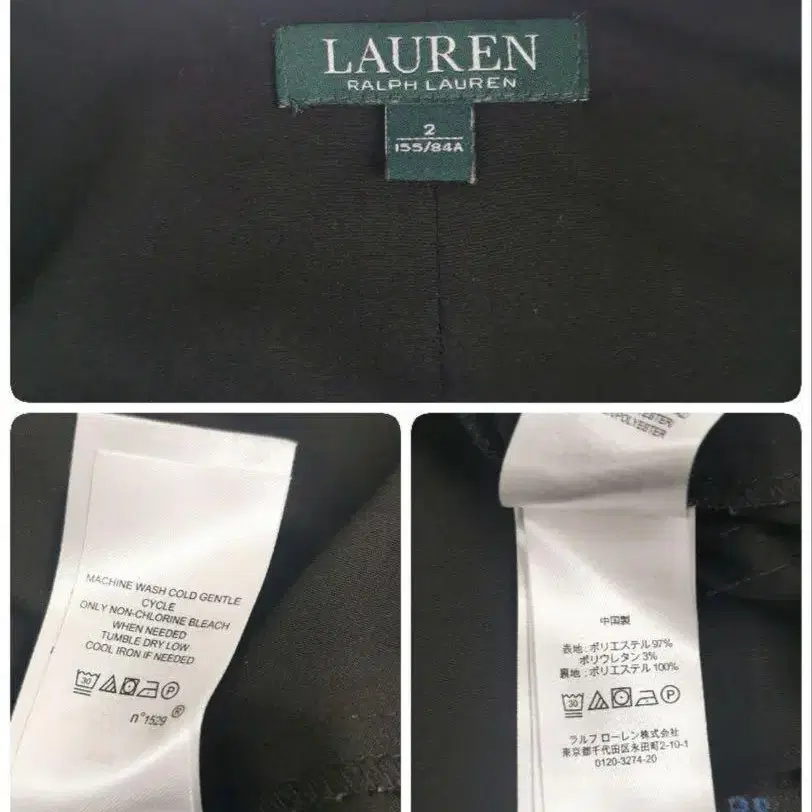 LAUREN
RALPH LAUREN
2
155/84A
MACHINE WASH COLD GENTLE
CYCLE
ONLY NON-CHLORINE BLEACH
WHEN NEEDED
TUMBLE DRY LOW
COOL IRON IF NEEDED
30
P
n°1529 ®
POLYESTER
中国製
表地:ポリエステル 97%
ポリウレタン 3%
裏地:ポリエステル 100%
30
P
ラルフ ローレン株式会社
東京都千代田区永田町2-10-1
0120-3274-20